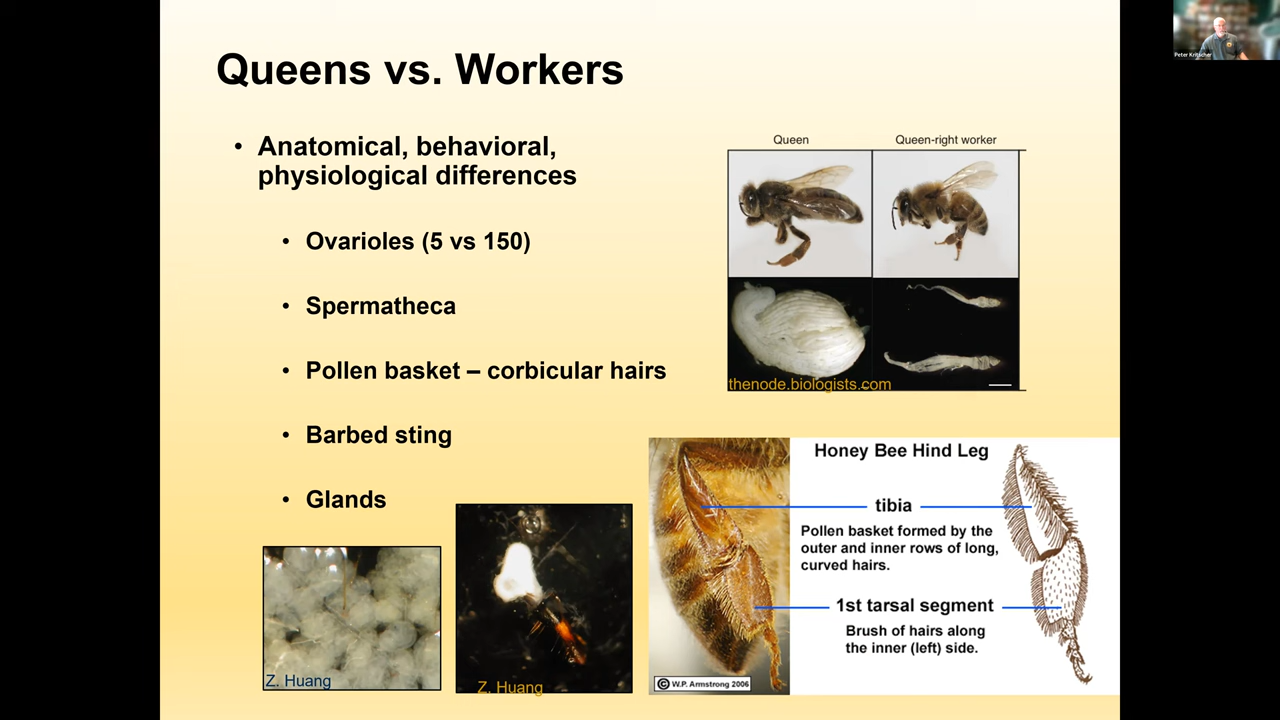 Queens vs. Workers
• Anatomical, behavioral,
physiological differences
• Ovarioles (5 vs 150)
• Spermatheca
• Pollen basket – corbicular hairs
• Barbed sting
• Glands
Z. Huang
Z. Huang
Queen
Queen-right worker
thenode.biologists.com
Honey Bee Hind Leg
tibia
Pollen basket formed by the
outer and inner rows of long,
curved hairs.
1st tarsal segment
Brush of hairs along
the inner (left) side.
© W.P. Armstrong 2006
Peter Kritscher